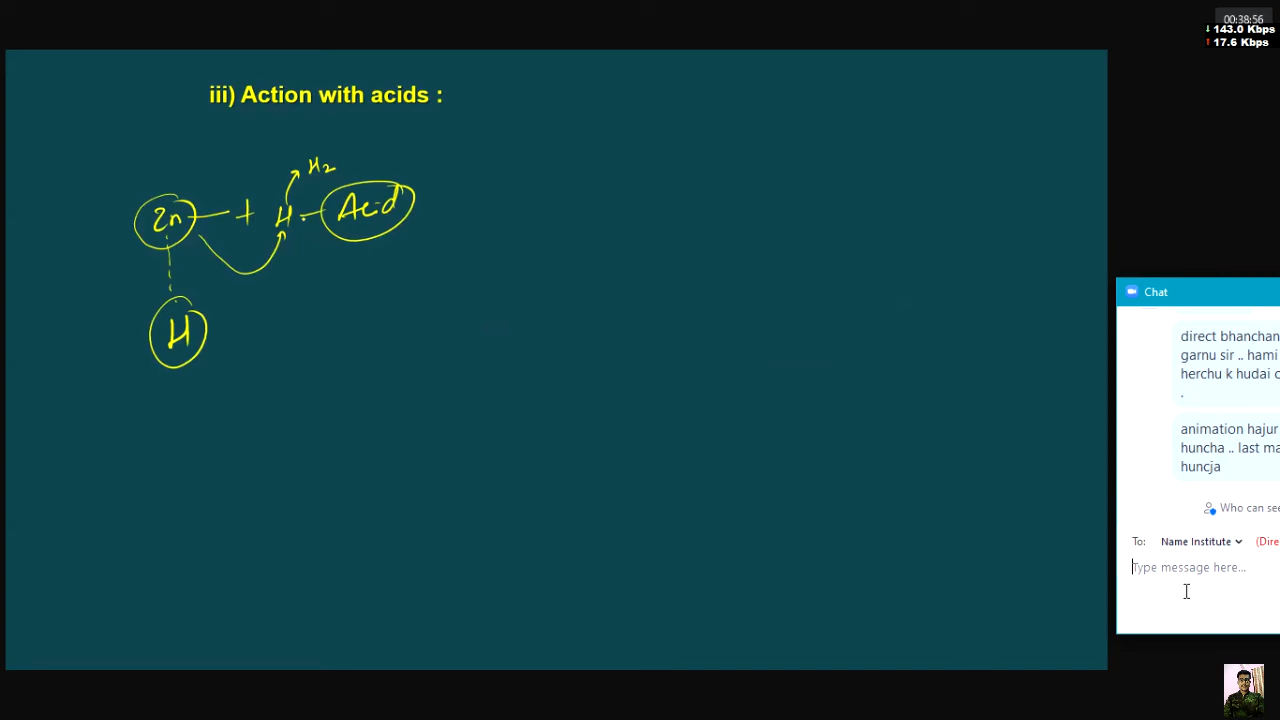 00:38:56
↓ 143.0 Kbps
↑ 17.6 Kbps
iii) Action with acids :
H2
Zn + H - Acid
H
Chat
direct bhanchan
garnu sir .. hami
herchu k hudai c
.
animation hajur
huncha .. last ma
huncja
Who can see
To: Name Institute (Dire
Type message here...